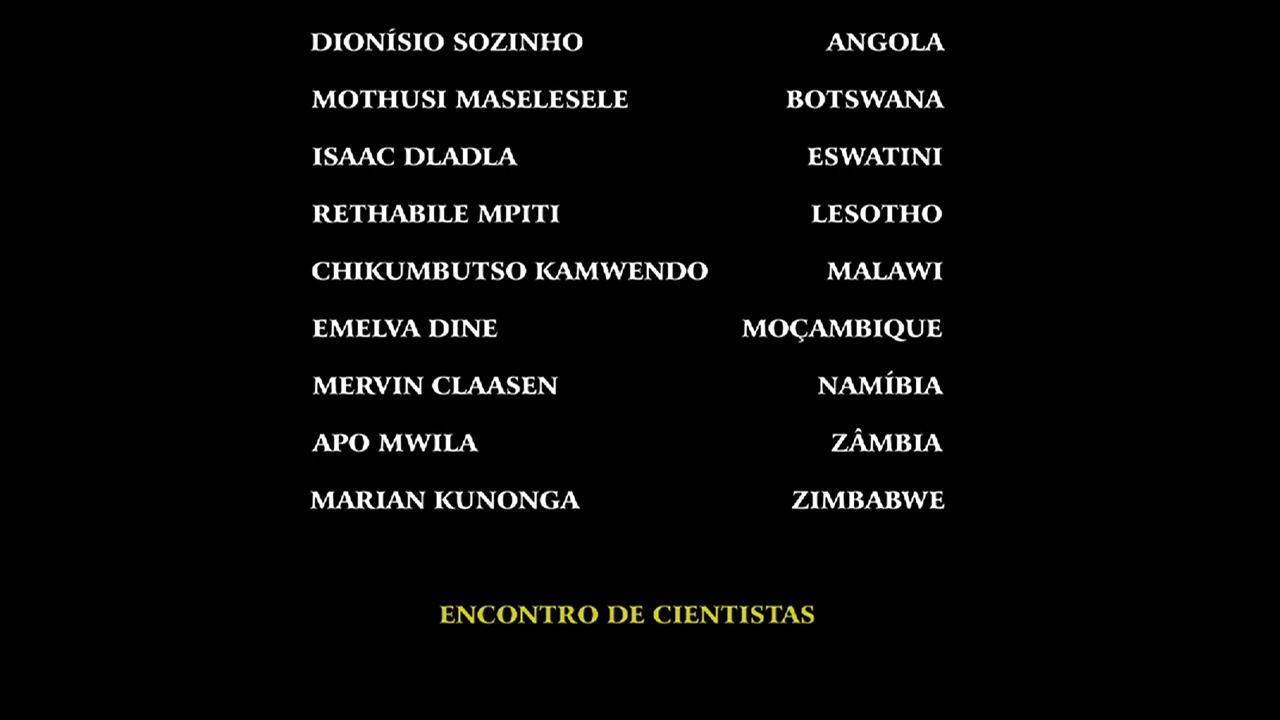 DIONÍSIO SOZINHO ANGOLA
MOTHUSI MASELESELE BOTSWANA
ISAAC DLADLA ESWATINI
RETHABILE MPITI LESOTHO
CHIKUMBUTSO KAMWENDO MALAWI
EMELVA DINE MOÇAMBIQUE
MERVIN CLAASEN NAMÍBIA
APO MWILA ZÂMBIA
MARIAN KUNONGA ZIMBABWE
ENCONTRO DE CIENTISTAS